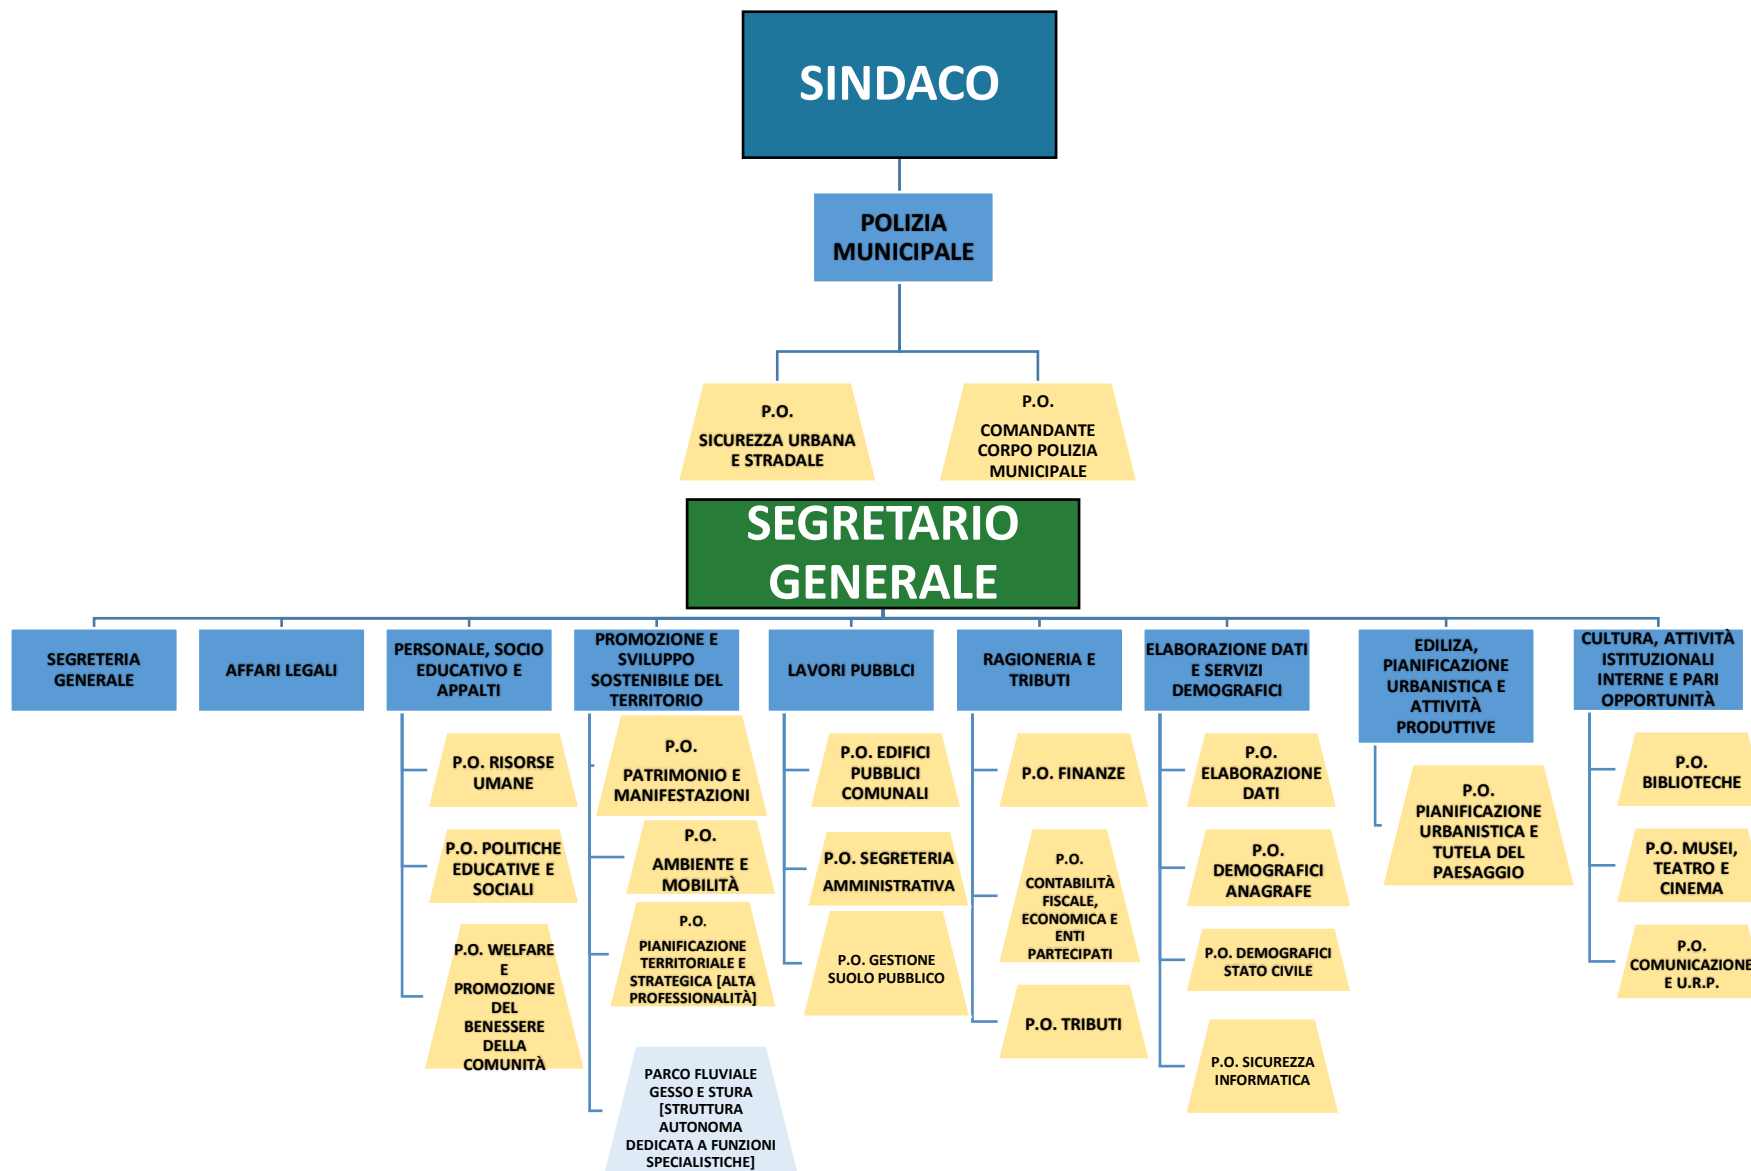 SINDACO
POLIZIA
MUNICIPALE
P.O.
SICUREZZA URBANA
E STRADALE
P.O.
COMANDANTE
CORPO POLIZIA
MUNICIPALE
SEGRETARIO
GENERALE
SEGRETERIA
GENERALE
AFFARI LEGALI
PERSONALE, SOCIO
EDUCATIVO E
APPALTI
P.O. RISORSE
UMANE
P.O. POLITICHE
EDUCATIVE E
SOCIALI
P.O. WELFARE
E
PROMOZIONE
DEL
BENESSERE
DELLA
COMUNITÀ
PROMOZIONE E
SVILUPPO
SOSTENIBILE DEL
TERRITORIO
P.O.
PATRIMONIO E
MANIFESTAZIONI
P.O.
AMBIENTE E
MOBILITÀ
P.O.
PIANIFICAZIONE
TERRITORIALE E
STRATEGICA [ALTA
PROFESSIONALITÀ]
PARCO FLUVIALE
GESSO E STURA
[STRUTTURA
AUTONOMA
DEDICATA A FUNZIONI
SPECIALISTICHE]
LAVORI PUBBLCI
P.O. EDIFICI
PUBBLICI
COMUNALI
P.O. SEGRETERIA
AMMINISTRATIVA
P.O. GESTIONE
SUOLO PUBBLICO
RAGIONERIA E
TRIBUTI
P.O. FINANZE
P.O.
CONTABILITÀ
FISCALE,
ECONOMICA E
ENTI
PARTECIPATI
P.O. TRIBUTI
ELABORAZIONE DATI
E SERVIZI
DEMOGRAFICI
P.O.
ELABORAZIONE
DATI
P.O.
DEMOGRAFICI
ANAGRAFE
P.O. DEMOGRAFICI
STATO CIVILE
P.O. SICUREZZA
INFORMATICA
EDILIZA,
PIANIFICAZIONE
URBANISTICA E
ATTIVITÀ
PRODUTTIVE
P.O.
PIANIFICAZIONE
URBANISTICA E
TUTELA DEL
PAESAGGIO
CULTURA, ATTIVITÀ
ISTITUZIONALI
INTERNE E PARI
OPPORTUNITÀ
P.O.
BIBLIOTECHE
P.O. MUSEI,
TEATRO E
CINEMA
P.O.
COMUNICAZIONE
E U.R.P.